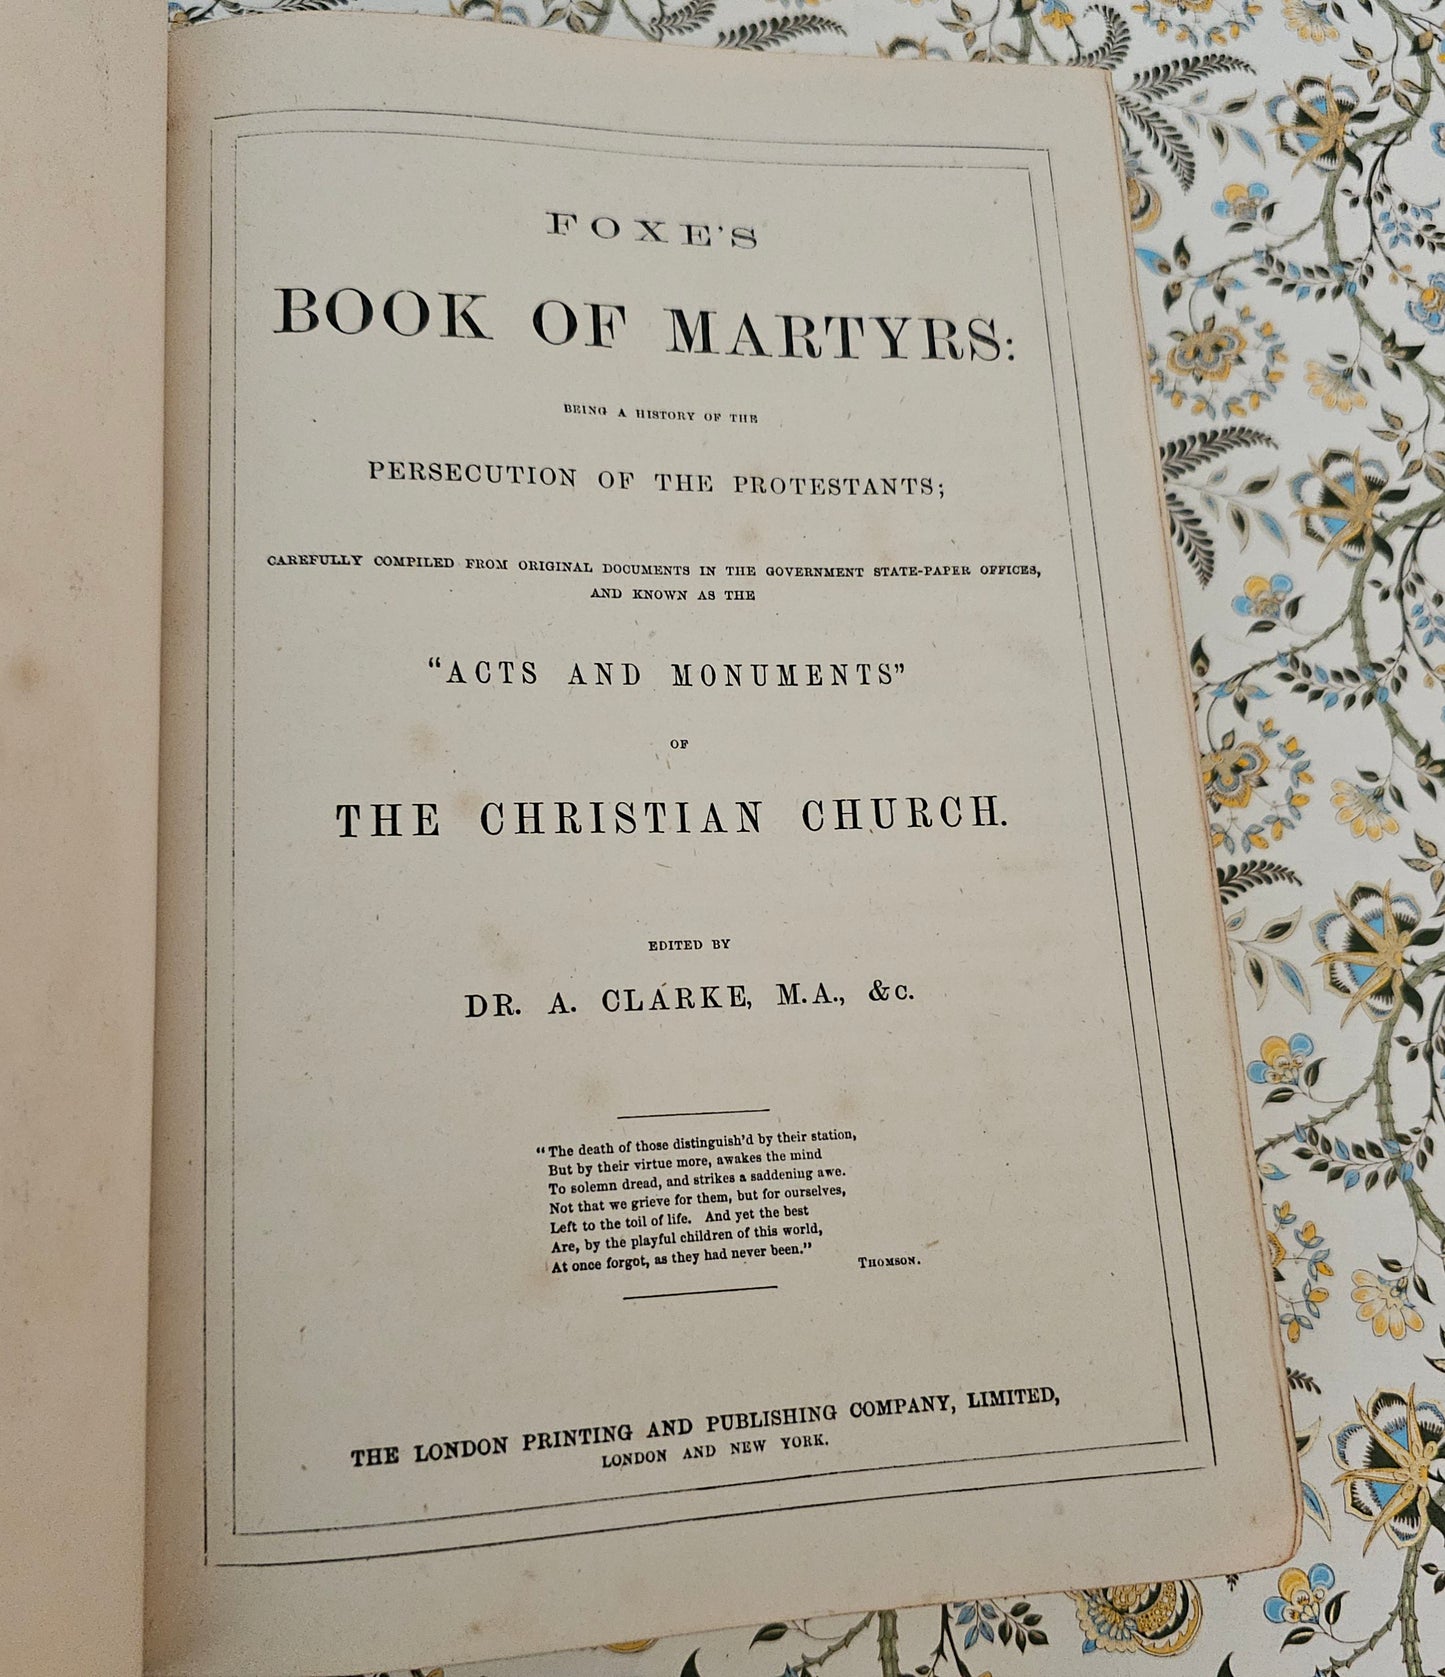 FOXE'S
BOOK OF MARTYRS:
BEING A HISTORY OF THE
PERSECUTION OF THE PROTESTANTS;
CAREFULLY COMPILED FROM ORIGINAL DOCUMENTS IN THE GOVERNMENT STATE-PAPER OFFICES,
AND KNOWN AS THE
"ACTS AND MONUMENTS"
OF
THE CHRISTIAN CHURCH.
EDITED BY
DR. A. CLARKE, M.A., &C.
"The death of those distinguish'd by their station,
But by their virtue more, awakes the mind
To solemn dread, and strikes a saddening awe.
Not that we grieve for them, but for ourselves,
Left to the toil of life. And yet the best
Are, by the playful children of this world,
At once forgot, as they had never been."
THOMSON.
THE LONDON PRINTING AND PUBLISHING COMPANY, LIMITED,
LONDON AND NEW YORK.